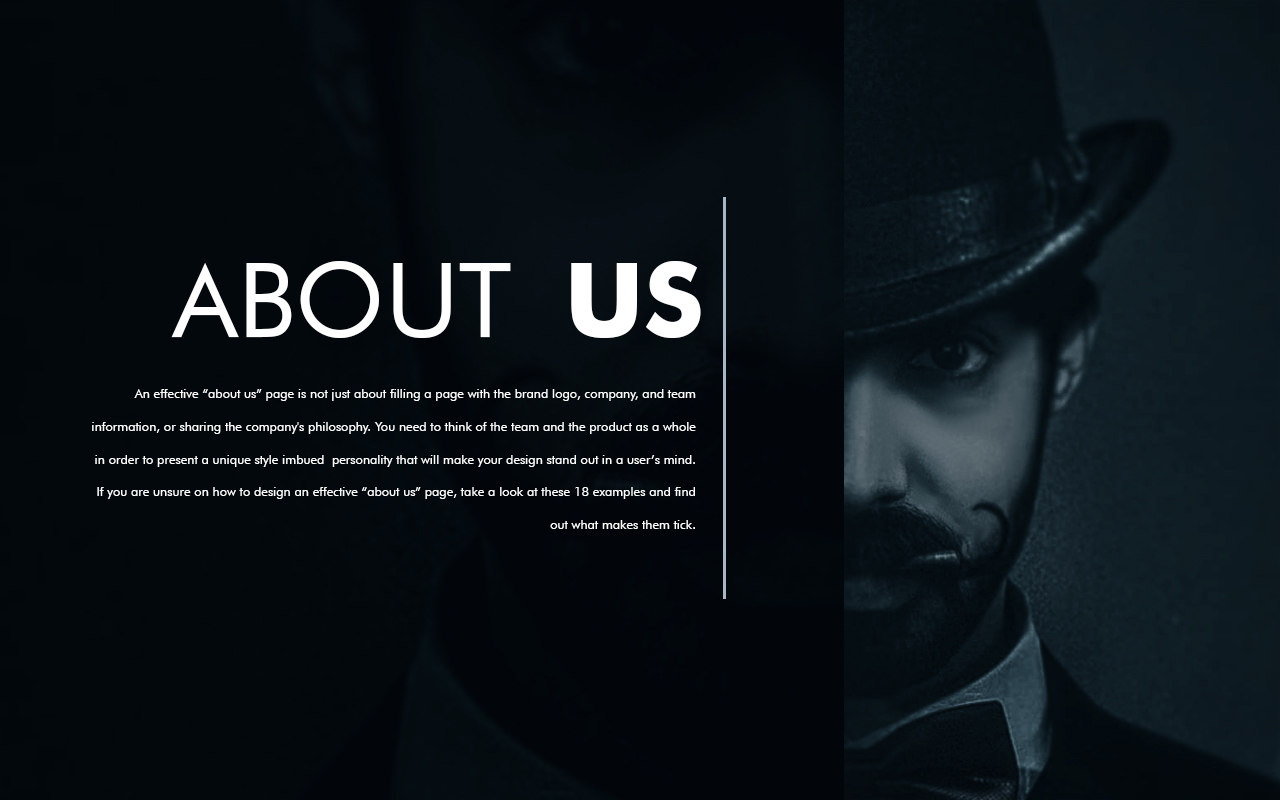 ABOUT US
An effective “about us” page is not just about filling a page with the brand logo, company, and team
information, or sharing the company's philosophy. You need to think of the team and the product as a whole
in order to present a unique style imbued  personality that will make your design stand out in a user’s mind.
If you are unsure on how to design an effective “about us” page, take a look at these 18 examples and find
out what makes them tick.